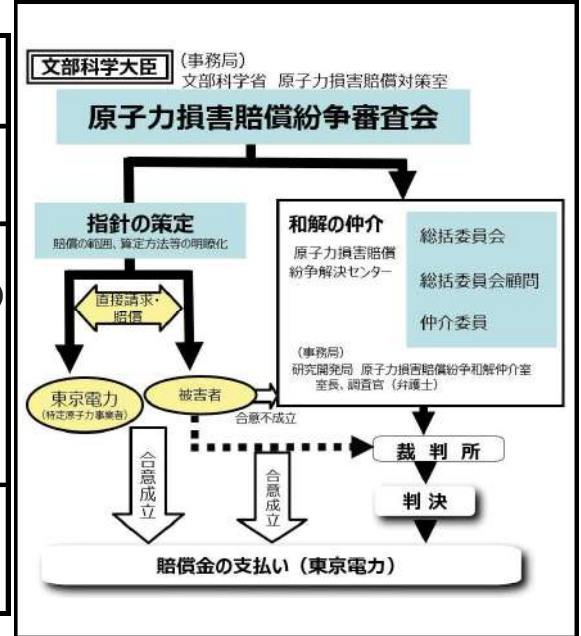 文部科学大臣
（事務局）
文部科学省 原子力損害賠償対策室
原子力損害賠償紛争審査会
指針の策定
賠償の範囲、算定方法等の明瞭化
和解の仲介
原子力損害賠償
紛争解決センター
総括委員会
総括委員会顧問
仲介委員
（事務局）
研究開発局 原子力損害賠償紛争和解仲介室
室長、調査官（弁護士）
直接請求・
賠償
東京電力
(特定原子力事業者)
被害者
合意不成立
裁判所
合意成立
合意成立
判決
賠償金の支払い（東京電力）
)